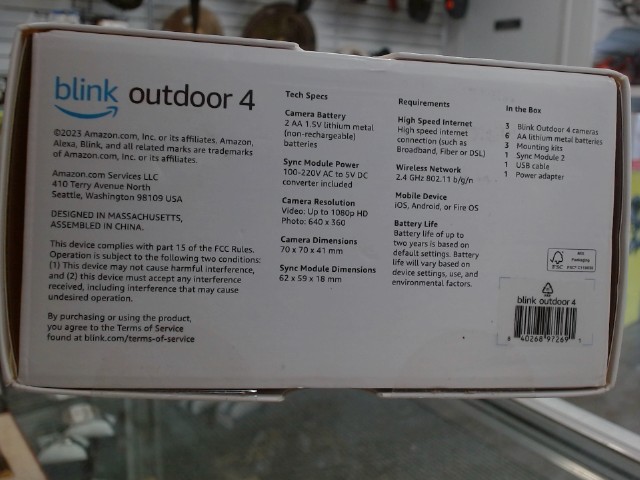 blink outdoor 4
©2023 Amazon.com, Inc. or its affiliates. Amazon,
Alexa, Blink, and all related marks are trademarks
of Amazon.com, Inc. or its affiliates.
Amazon.com Services LLC
410 Terry Avenue North
Seattle, Washington 98109 USA
DESIGNED IN MASSACHUSETTS,
ASSEMBLED IN CHINA.
This device complies with part 15 of the FCC Rules.
Operation is subject to the following two conditions:
(1) This device may not cause harmful interference,
and (2) this device must accept any interference
received, including interference that may cause
undesired operation.
By purchasing or using the product,
you agree to the Terms of Service
found at blink.com/terms-of-service
Tech Specs
Camera Battery
2 AA 1.5V lithium metal
(non-rechargeable)
batteries
Sync Module Power
100-220V AC to 5V DC
converter included
Camera Resolution
Video: Up to 1080p HD
Photo: 640 x 360
Camera Dimensions
70 x 70 x 41 mm
Sync Module Dimensions
62 x 59 x 18 mm
Requirements
High Speed Internet
High speed internet
connection (such as
Broadband, Fiber or DSL)
Wireless Network
2.4 GHz 802.11 b/g/n
Mobile Device
iOS, Android, or Fire OS
Battery Life
Battery life of up to
two years is based on
default settings. Battery
life will vary based on
device settings, use, and
environmental factors.
In the Box
3 Blink Outdoor 4 cameras
6 AA lithium metal batteries
3 Mounting kits
1 Sync Module 2
1 USB cable
1 Power adapter
FSC
MIX
Packaging
blink outdoor 4
8 40268 97269